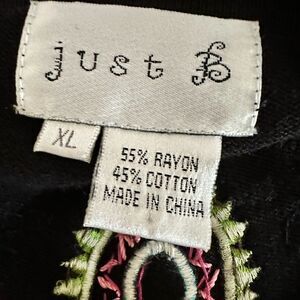 just B
XL
55% RAYON
45% COTTON
MADE IN CHINA